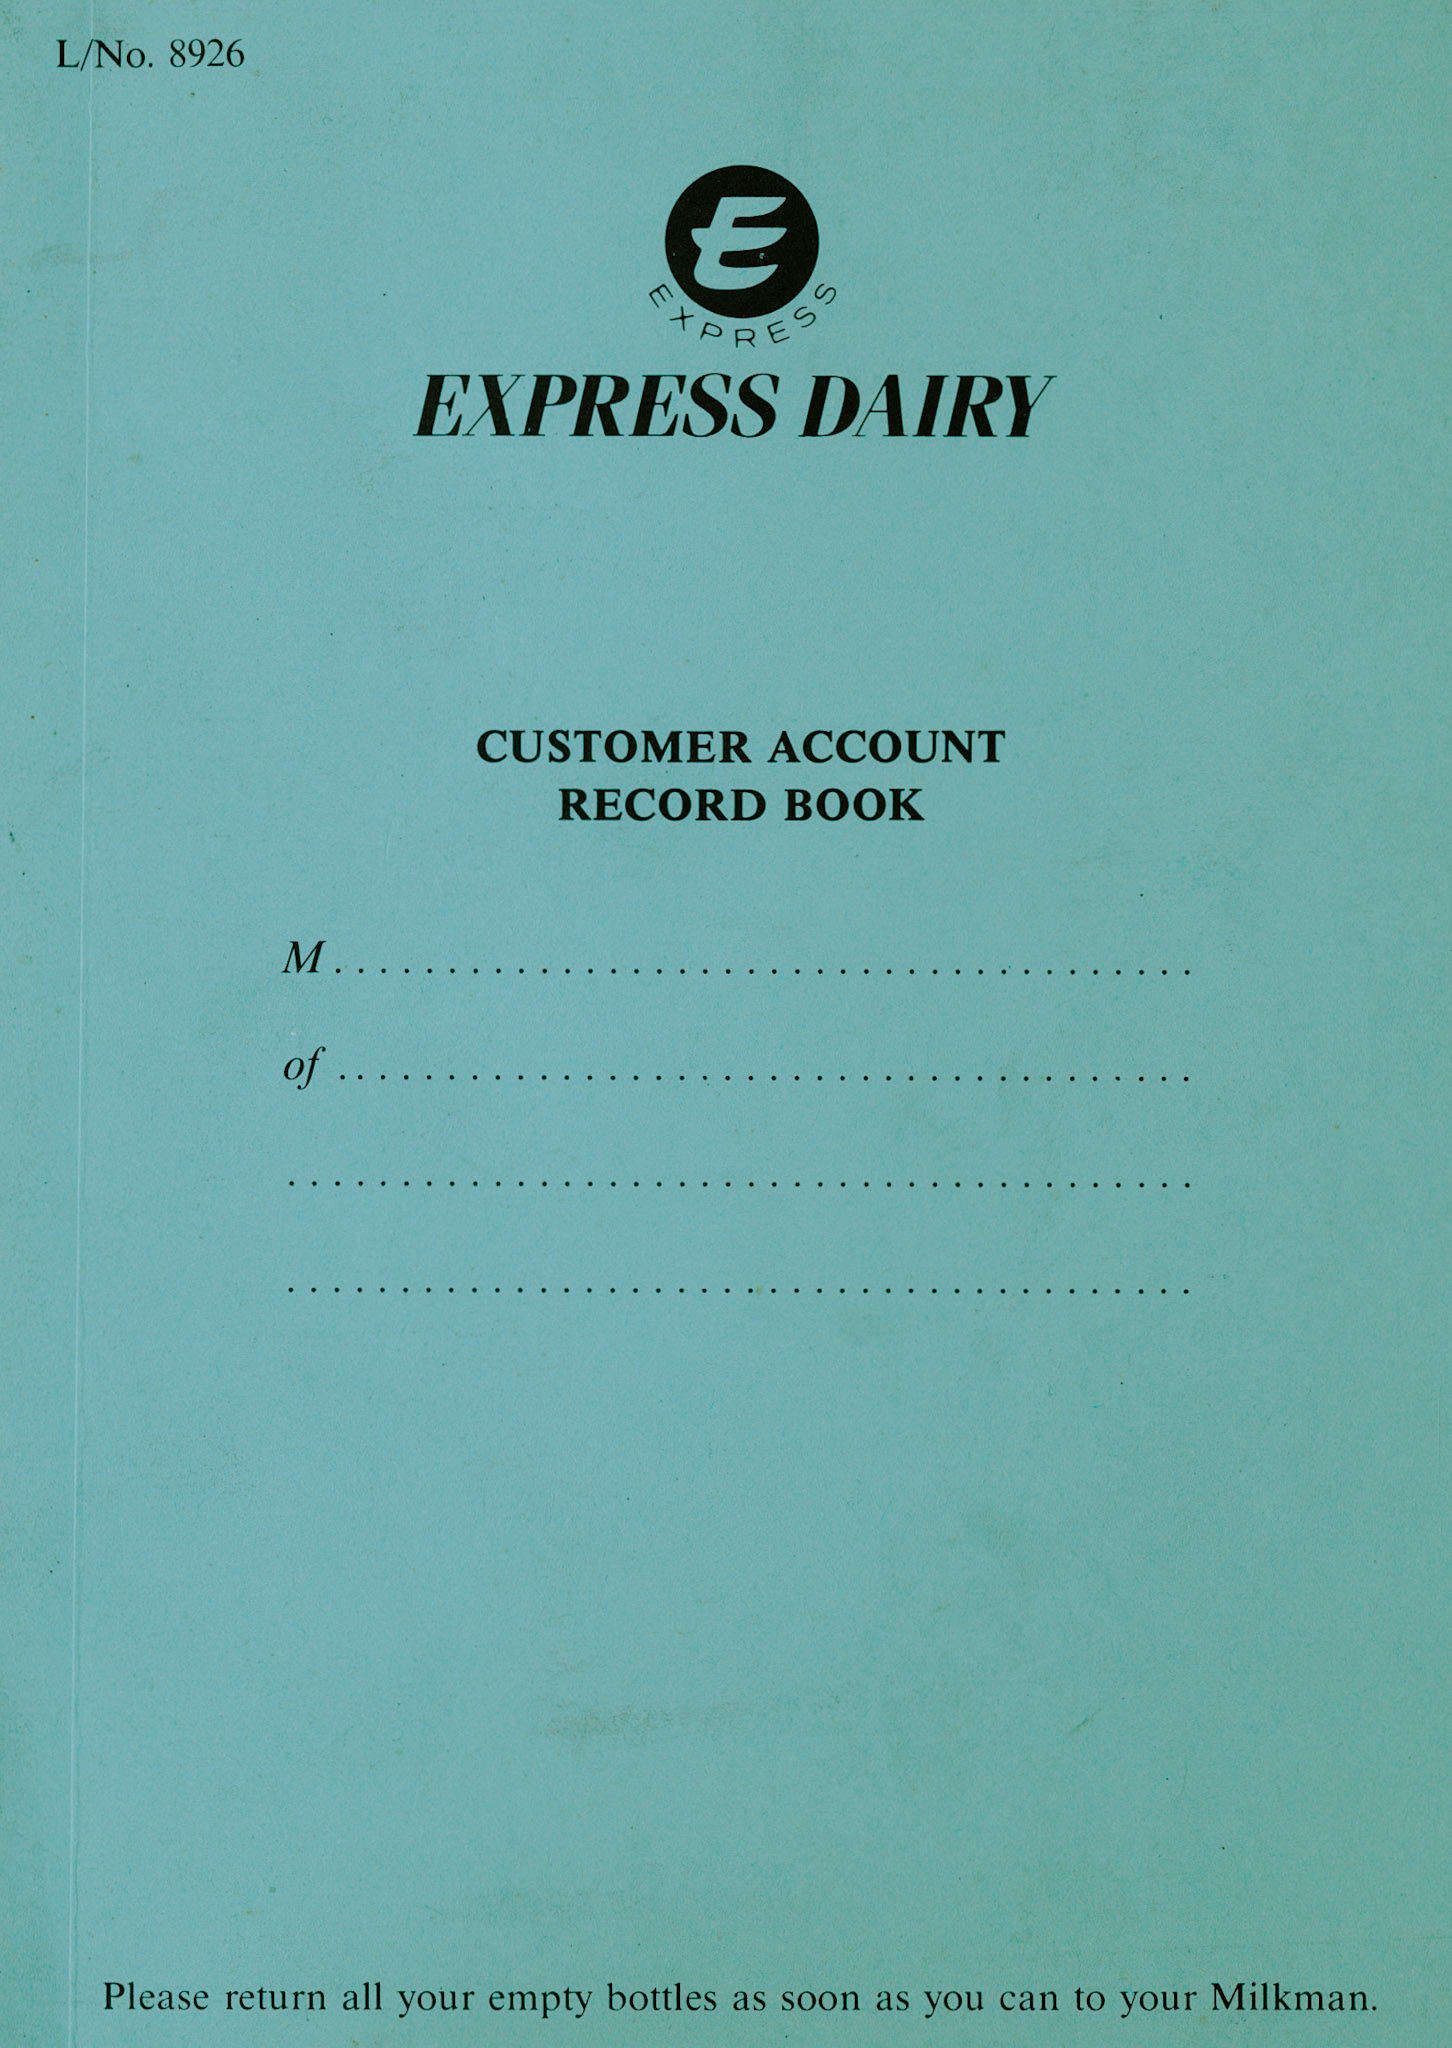 L/No. 8926
E
EXPRESS
EXPRESS DAIRY
CUSTOMER ACCOUNT
RECORD BOOK
M........................................
of........................................
........................................
........................................
Please return all your empty bottles as soon as you can to your Milkman.